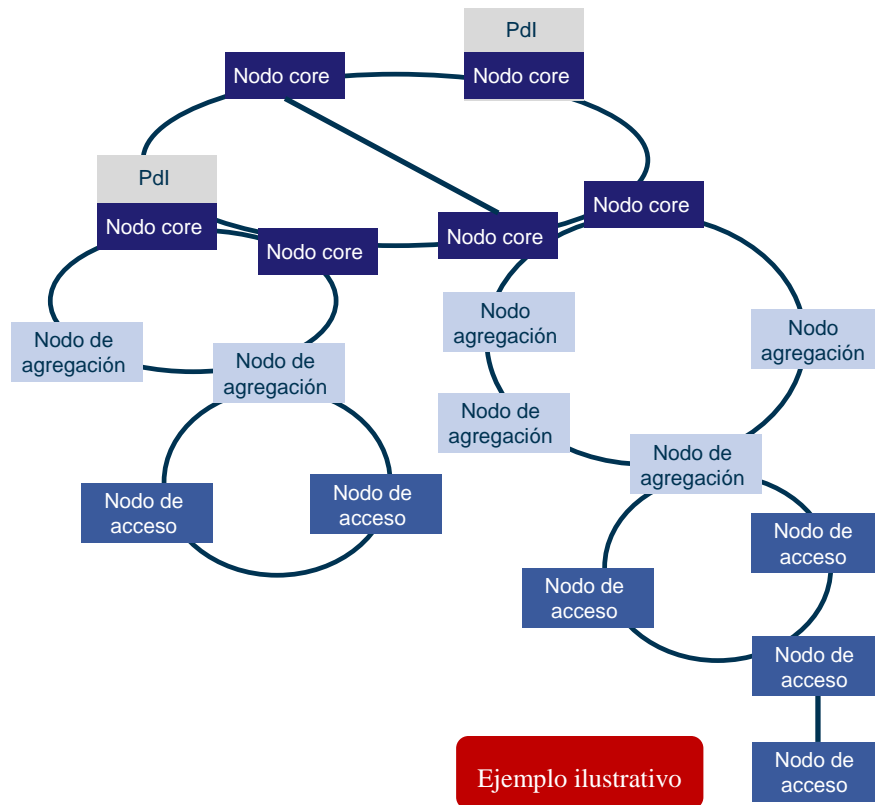 PdI
Nodo core
Nodo core
PdI
Nodo core
Nodo core
Nodo core
Nodo core
Nodo de
agregación
Nodo de
agregación
Nodo
agregación
Nodo
agregación
Nodo de
agregación
Nodo de
agregación
Nodo de
acceso
Nodo de
acceso
Nodo de
acceso
Nodo de
acceso
Nodo de
acceso
Nodo de
acceso
Ejemplo ilustrativo